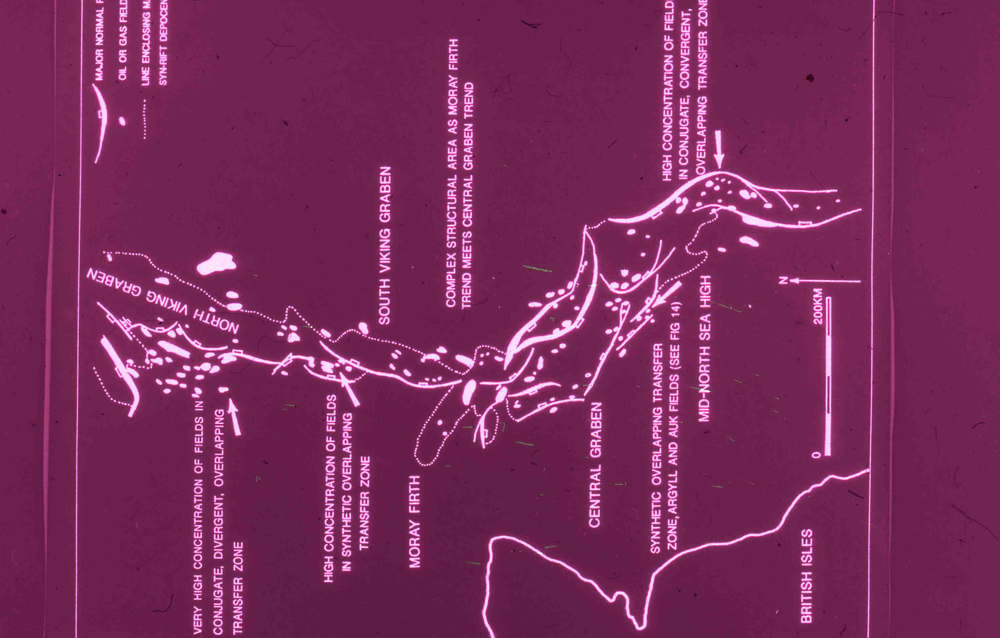 MAJOR NORMAL
OIL OR GAS FIELD
LINE ENCLOSING
SYN-RIFT DEPOCEN
NORTH VIKING GRABEN
VERY HIGH CONCENTRATION OF FIELDS IN
CONJUGATE, DIVERGENT, OVERLAPPING
TRANSFER ZONE
HIGH CONCENTRATION OF FIELDS
IN SYNTHETIC OVERLAPPING
TRANSFER ZONE
SOUTH VIKING GRABEN
MORAY FIRTH
COMPLEX STRUCTURAL AREA AS MORAY FIRTH
TREND MEETS CENTRAL GRABEN TREND
CENTRAL GRABEN
SYNTHETIC OVERLAPPING TRANSFER
ZONE, ARGYLL AND AUK FIELDS (SEE FIG 14)
HIGH CONCENTRATION OF FIELDS
IN CONJUGATE, CONVERGENT,
OVERLAPPING TRANSFER ZONE
MID-NORTH SEA HIGH
N
0 200KM
BRITISH ISLES